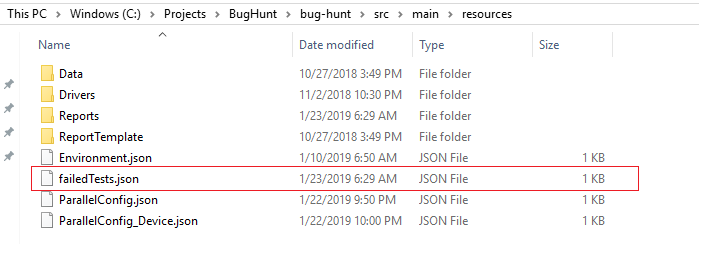 This PC > Windows (C:) > Projects > BugHunt > bug-hunt > src > main > resources
Name Date modified Type Size
Data 10/27/2018 3:49 PM File folder
Drivers 11/2/2018 10:30 PM File folder
Reports 1/23/2019 6:29 AM File folder
ReportTemplate 10/27/2018 3:49 PM File folder
Environment.json 1/10/2019 6:50 AM JSON File 1 KB
failedTests.json 1/23/2019 6:29 AM JSON File 1 KB
ParallelConfig.json 1/22/2019 9:50 PM JSON File 1 KB
ParallelConfig_Device.json 1/22/2019 10:00 PM JSON File 1 KB